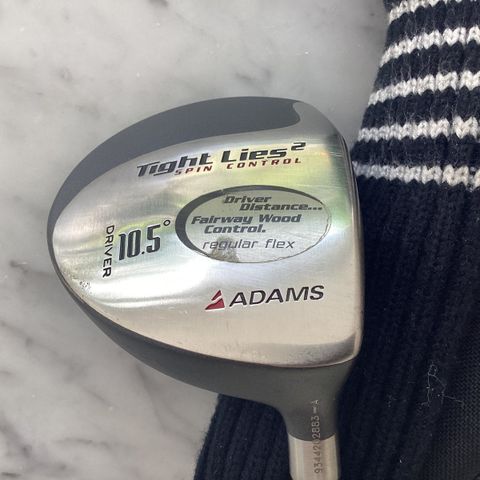 Tight Lies²
SPIN CONTROL
Driver
Distance...
Fairway Wood
Control.
regular flex
DRIVER
10.5°
ADAMS